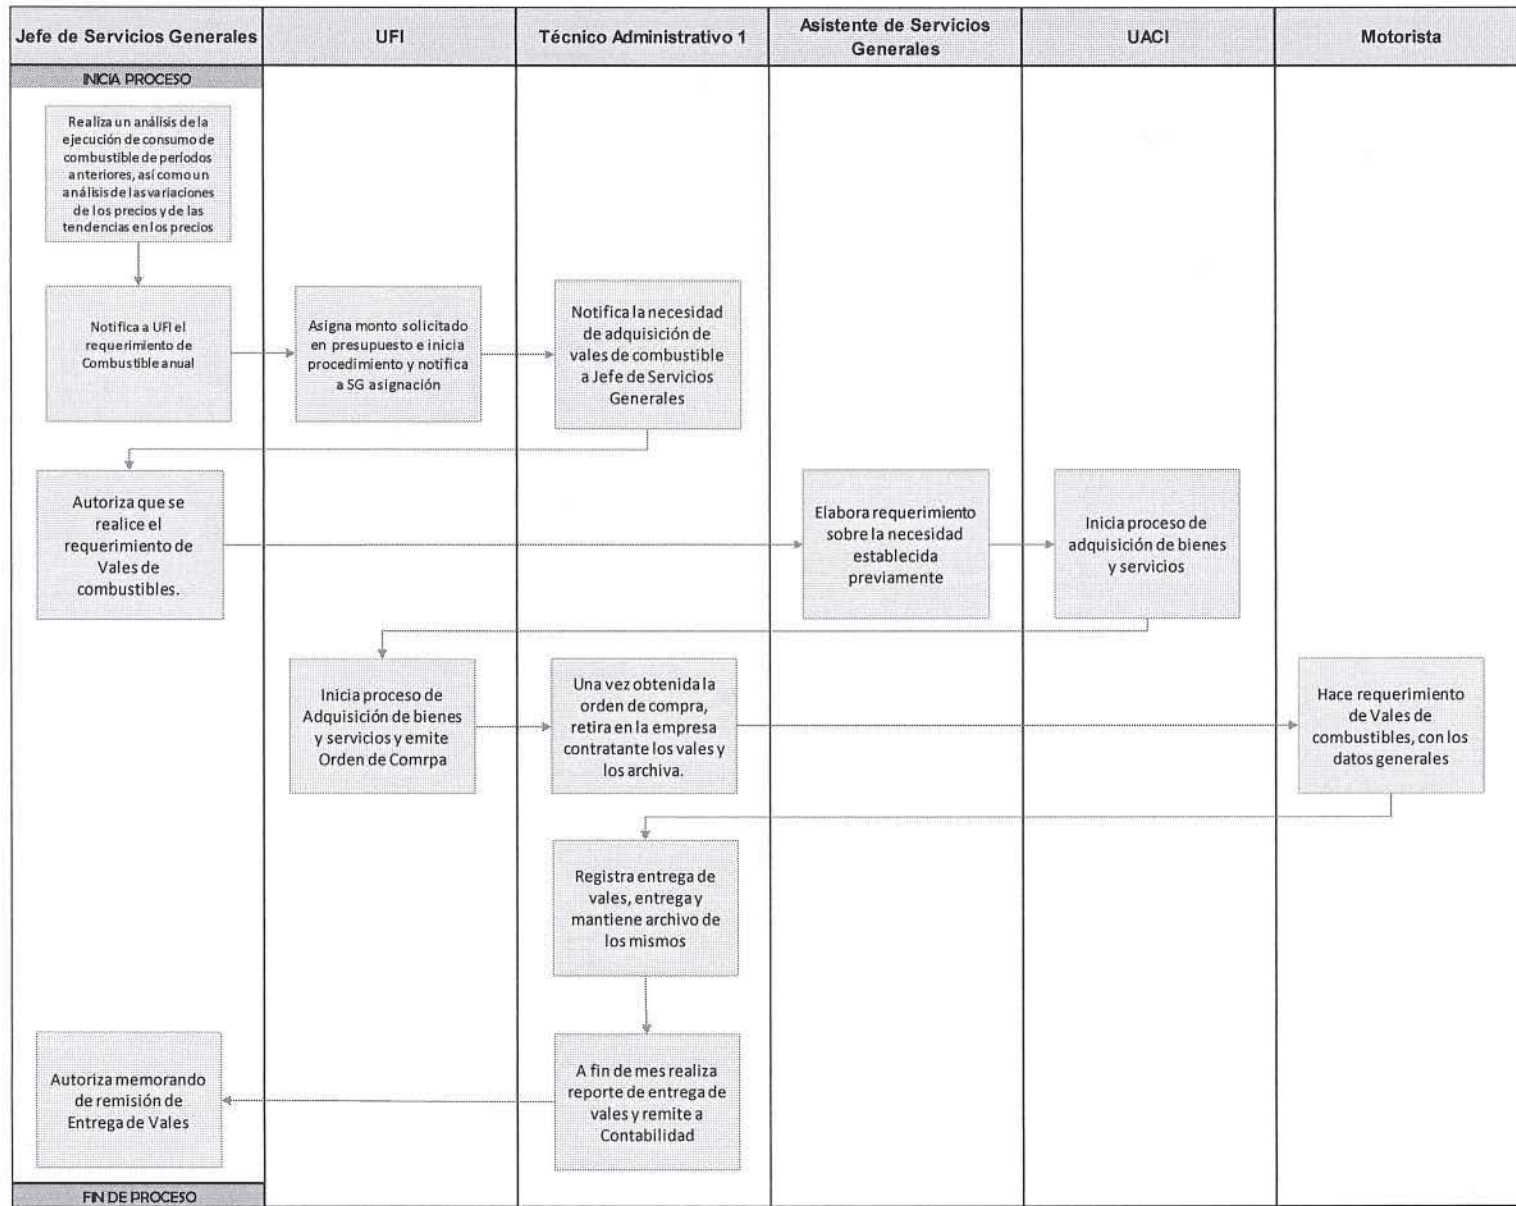 Jefe de Servicios Generales
UFI
Técnico Administrativo 1
Asistente de Servicios
Generales
UACI
Motorista
INICIA PROCESO
Realiza un análisis de la
ejecución de consumo de
combustible de períodos
anteriores, así como un
análisis de las variaciones
de los precios y de las
tendencias en los precios
Notifica a UFI el
requerimiento de
Combustible anual
Asigna monto solicitado
en presupuesto e inicia
procedimiento y notifica
a SG asignación
Notifica la necesidad
de adquisición de
vales de combustible
a Jefe de Servicios
Generales
Autoriza que se
realice el
requerimiento de
Vales de
combustibles.
Elabora requerimiento
sobre la necesidad
establecida
previamente
Inicia proceso de
adquisición de bienes
y servicios
Inicia proceso de
Adquisición de bienes
y servicios y emite
Orden de Comrpa
Una vez obtenida la
orden de compra,
retira en la empresa
contratante los vales y
los archiva.
Hace requerimiento
de Vales de
combustibles, con los
datos generales
Registra entrega de
vales, entrega y
mantiene archivo de
los mismos
A fin de mes realiza
reporte de entrega de
vales y remite a
Contabilidad
Autoriza memorando
de remisión de
Entrega de Vales
FIN DE PROCESO